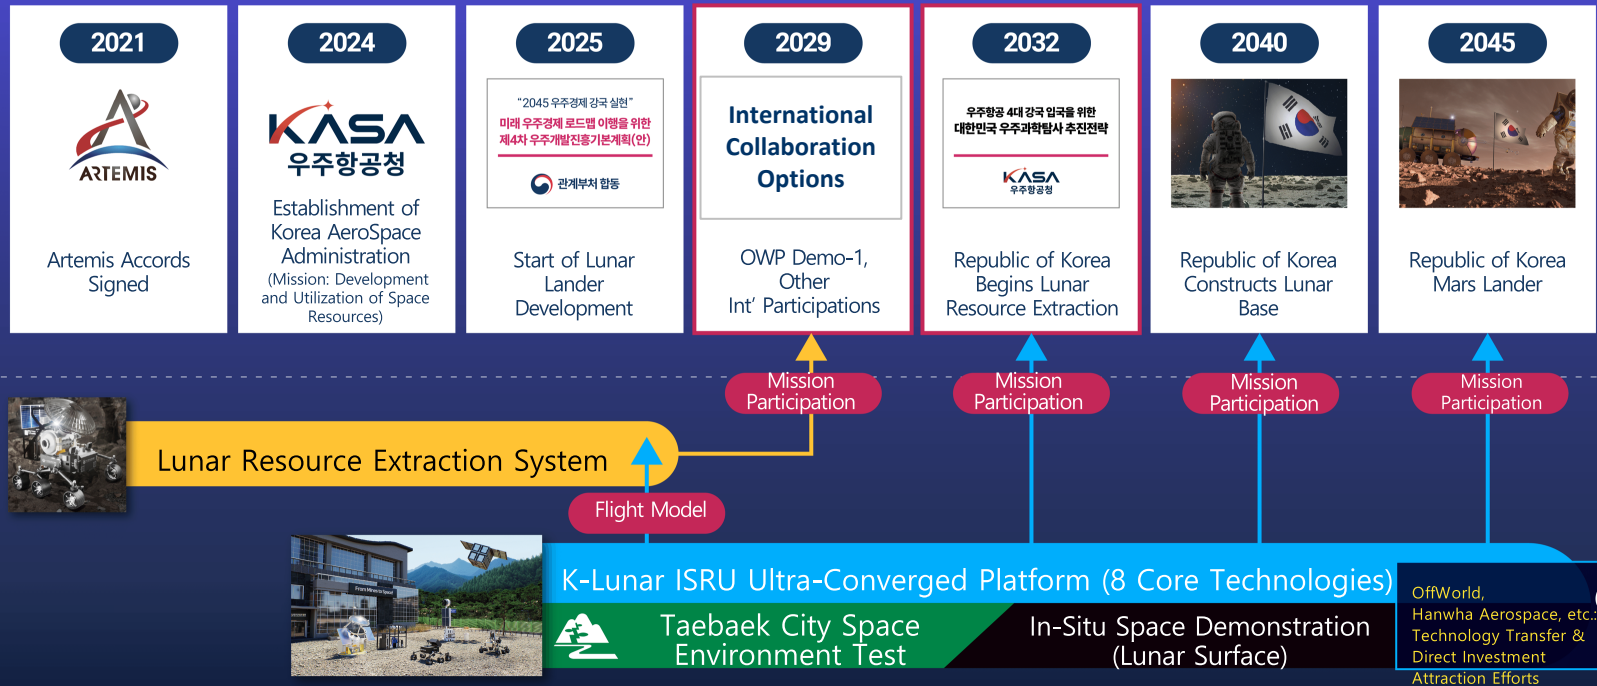 2021
ARTEMIS
Artemis Accords
Signed
2024
KASA
우주항공청
Establishment of
Korea AeroSpace
Administration
(Mission: Development
and Utilization of Space
Resources)
2025
“2045 우주경제 강국 실현”
미래 우주경제 로드맵 이행을 위한
제4차 우주개발진흥기본계획(안)
관계부처 합동
Start of Lunar
Lander
Development
2029
International
Collaboration
Options
OWP Demo-1,
Other
Int’ Participations
2032
우주항공 4대 강국 입국을 위한
대한민국 우주과학탐사 추진전략
KASA
우주항공청
Republic of Korea
Begins Lunar
Resource Extraction
2040
Republic of Korea
Constructs Lunar
Base
2045
Republic of Korea
Mars Lander
Mission
Participation
Mission
Participation
Mission
Participation
Mission
Participation
Lunar Resource Extraction System
Flight Model
From Mine to Space!
K-Lunar ISRU Ultra-Converged Platform (8 Core Technologies)
Taebaek City Space
Environment Test
In-Situ Space Demonstration
(Lunar Surface)
OffWorld,
Hanwha Aerospace, etc.:
Technology Transfer &
Direct Investment
Attraction Efforts